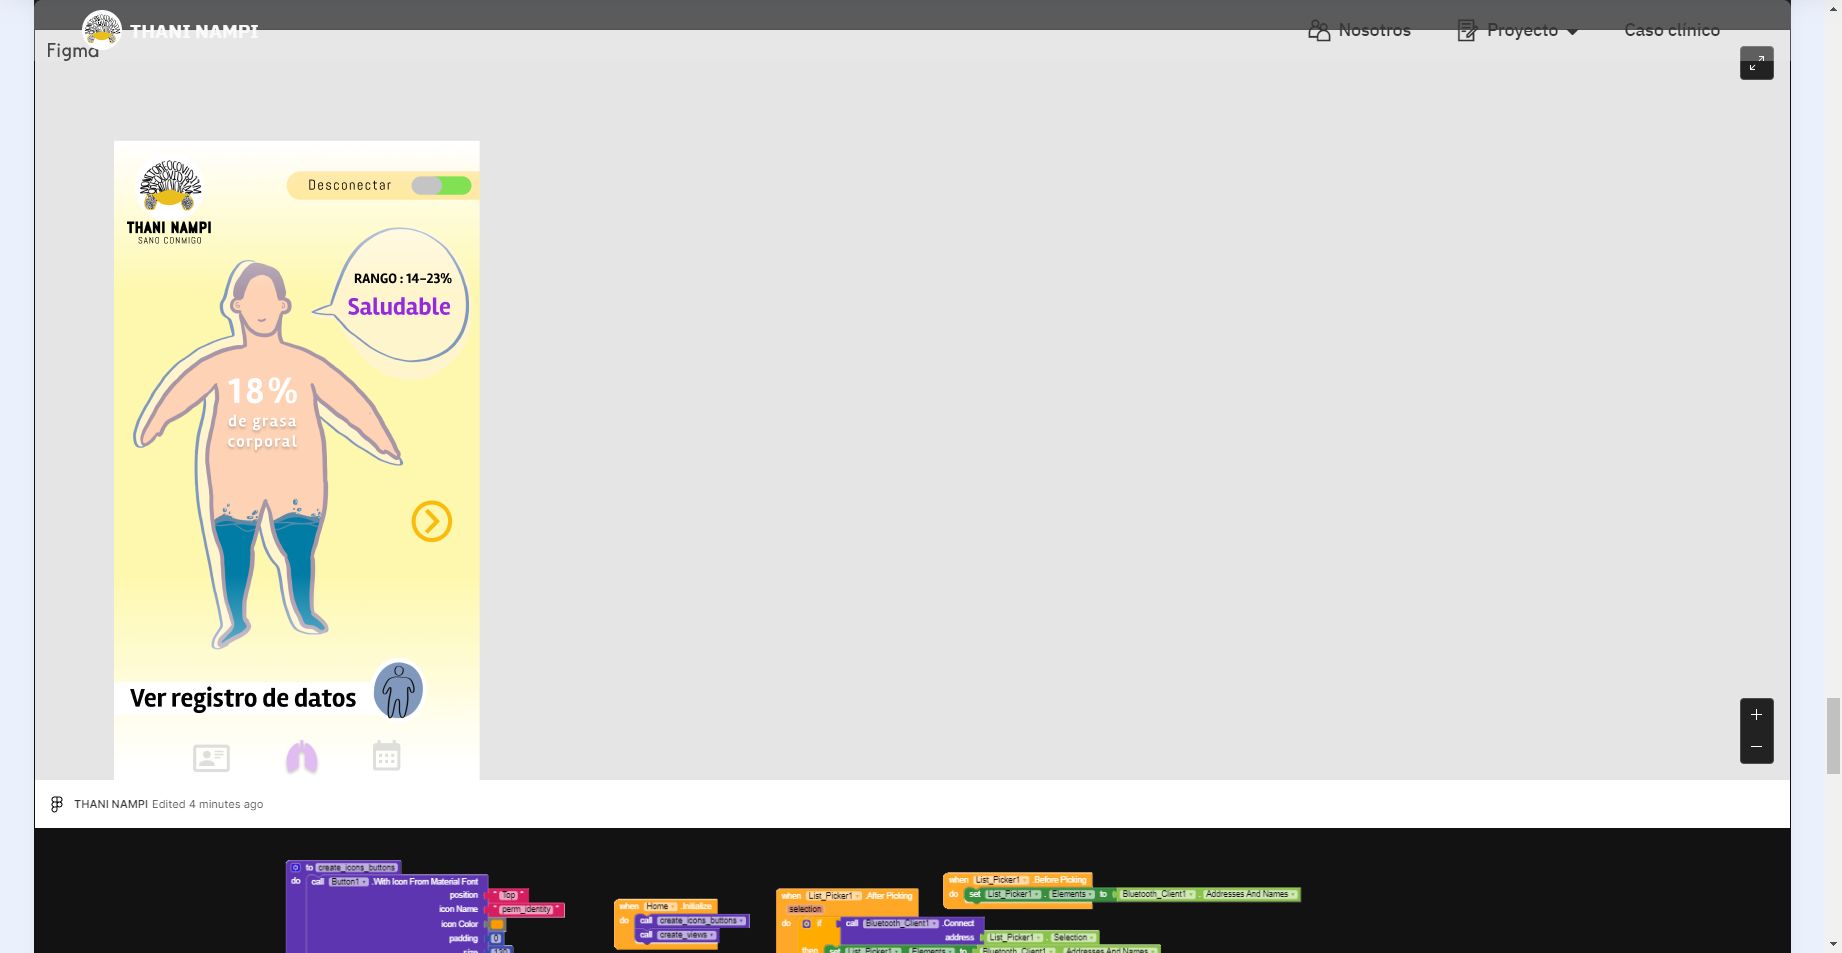 THANI NAMPI
Nosotros
Proyecto
Caso clínico
Figma
Desconectar
THANI NAMPI
SANO CONMIGO
RANGO : 14-23%
Saludable
18%
de grasa
corporal
Ver registro de datos
THANI NAMPI Edited 4 minutes ago
to create_icons_buttons
do call Button1 .With Icon From Material Font
position " Top "
icon Name " perm_identity "
icon Color
padding 0
size
when Home .Initialize
do call create_icons_buttons
call create_views
when List_Picker1 .After Picking
selection
do if call Bluetooth_Client1 .Connect
address List_Picker1 . Selection
then set List_Picker1 . Elements to Bluetooth_Client1 . Addresses And Names
when List_Picker1 .Before Picking
do set List_Picker1 . Elements to Bluetooth_Client1 . Addresses And Names